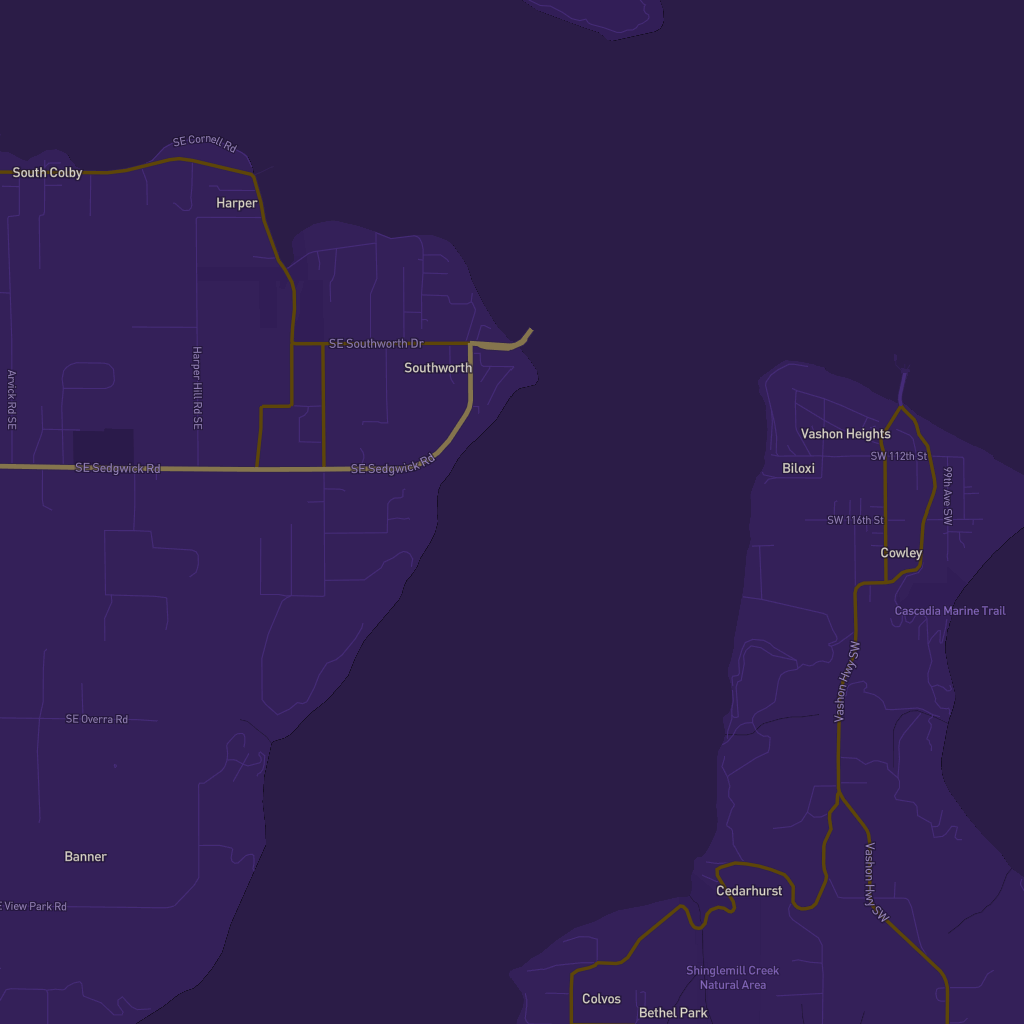 SE Cornell Rd
South Colby
Harper
SE Southworth Dr
Southworth
Harper Hill Rd SE
Arvick Rd SE
Vashon Heights
SW 112th St
Biloxi
SE Sedgwick Rd
SE Sedgwick Rd
99th Ave SW
SW 116th St
Cowley
Cascadia Marine Trail
Vashon Hwy SW
SE Overra Rd
Banner
Vashon Hwy SW
Cedarhurst
E View Park Rd
Shinglemill Creek
Natural Area
Colvos
Bethel Park